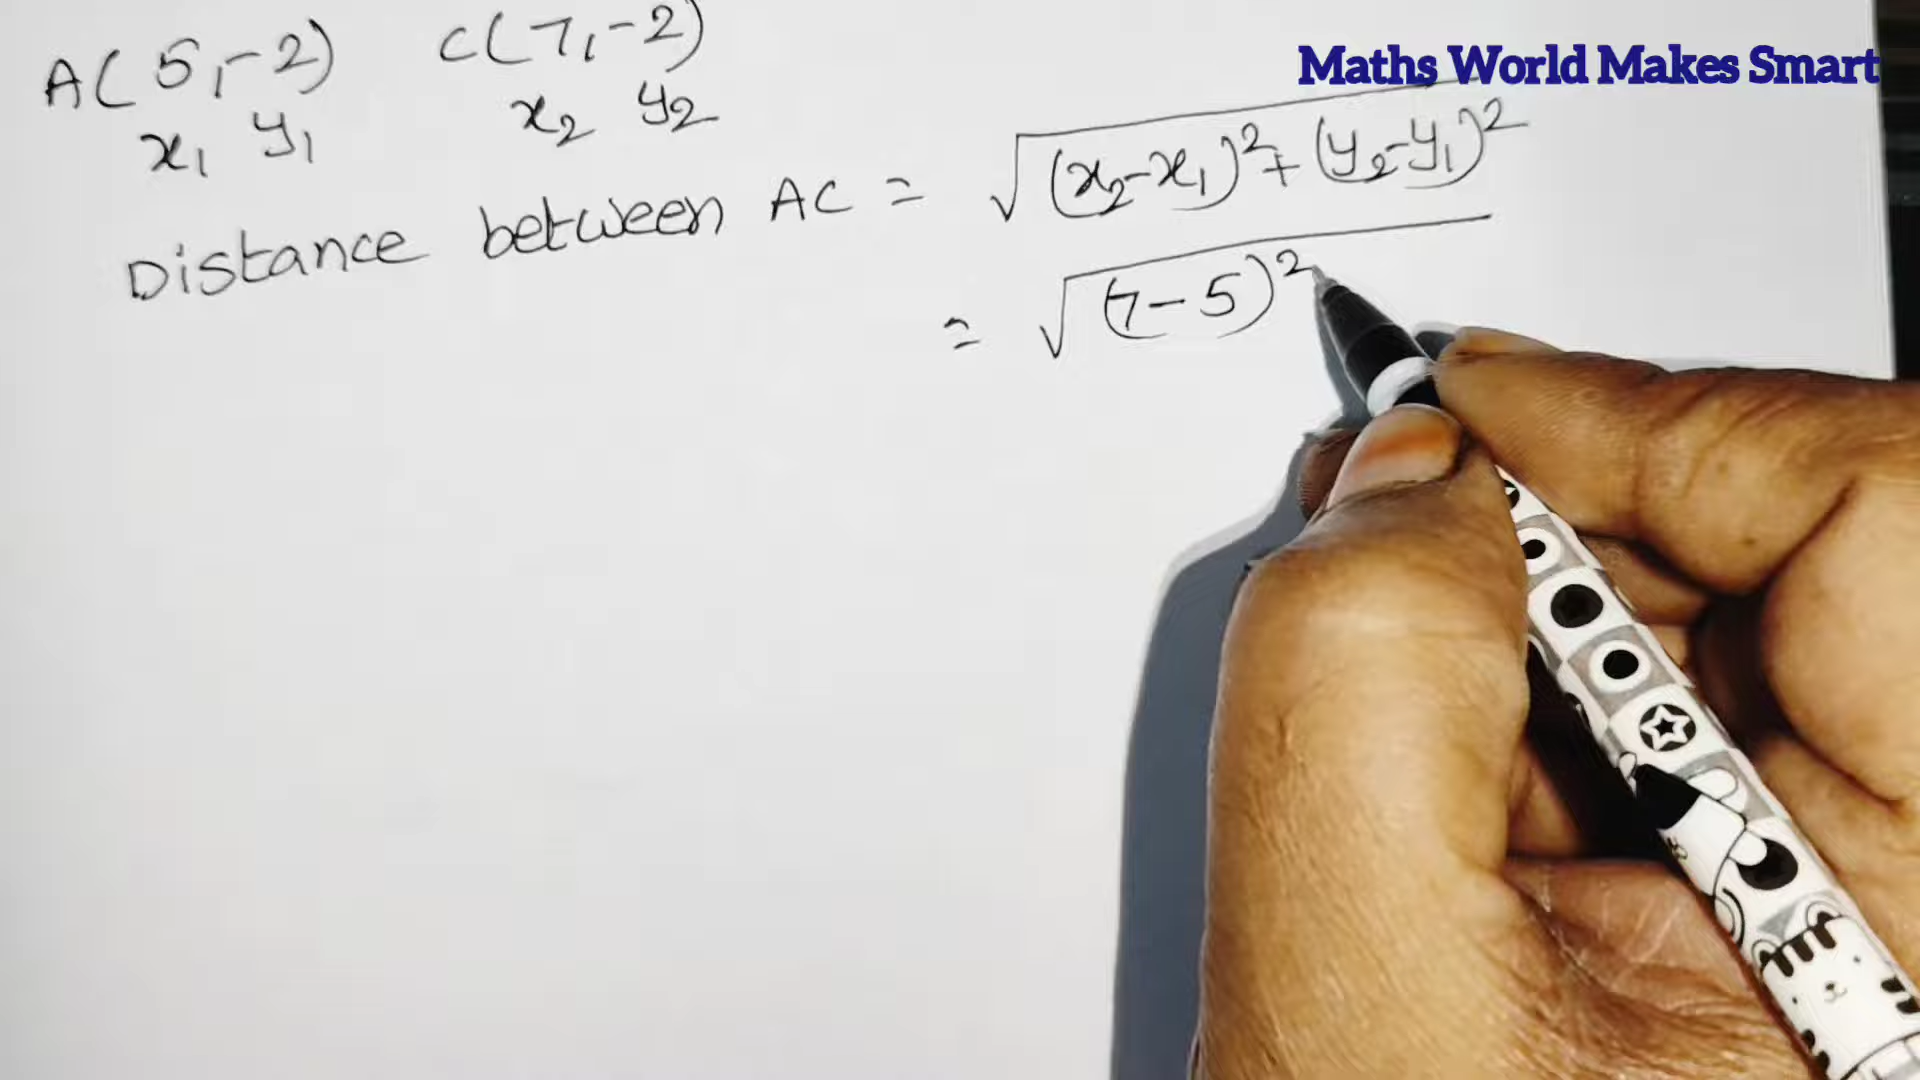 A(5,-2) C(7,-2)
Maths World Makes Smart
x₁ y₁ x₂ y₂
Distance between AC = √(x₂-x₁)²+(y₂-y₁)²
= √(7-5)²